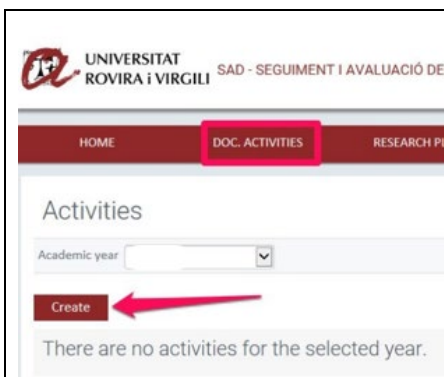 UNIVERSITAT
ROVIRA i VIRGILI
SAD - SEGUIMENT I AVALUACIÓ DE
HOME DOC. ACTIVITIES RESEARCH
Activities
Academic year
Create
There are no activities for the selected year.